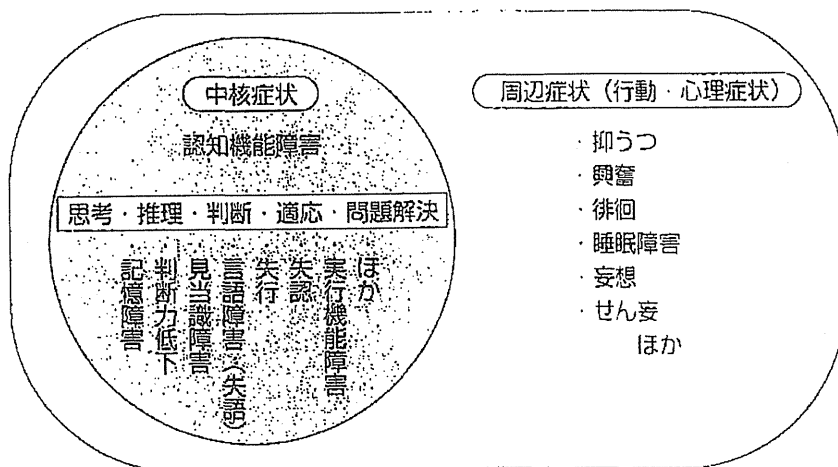 中核症状
認知機能障害
思考・推理・判断・適応・問題解決
記憶障害
判断力低下
見当識障害
言語障害(失語)
失行
失認
実行機能障害
ほか
周辺症状（行動・心理症状）
・抑うつ
・興奮
・徘徊
・睡眠障害
・妄想
・せん妄
ほか